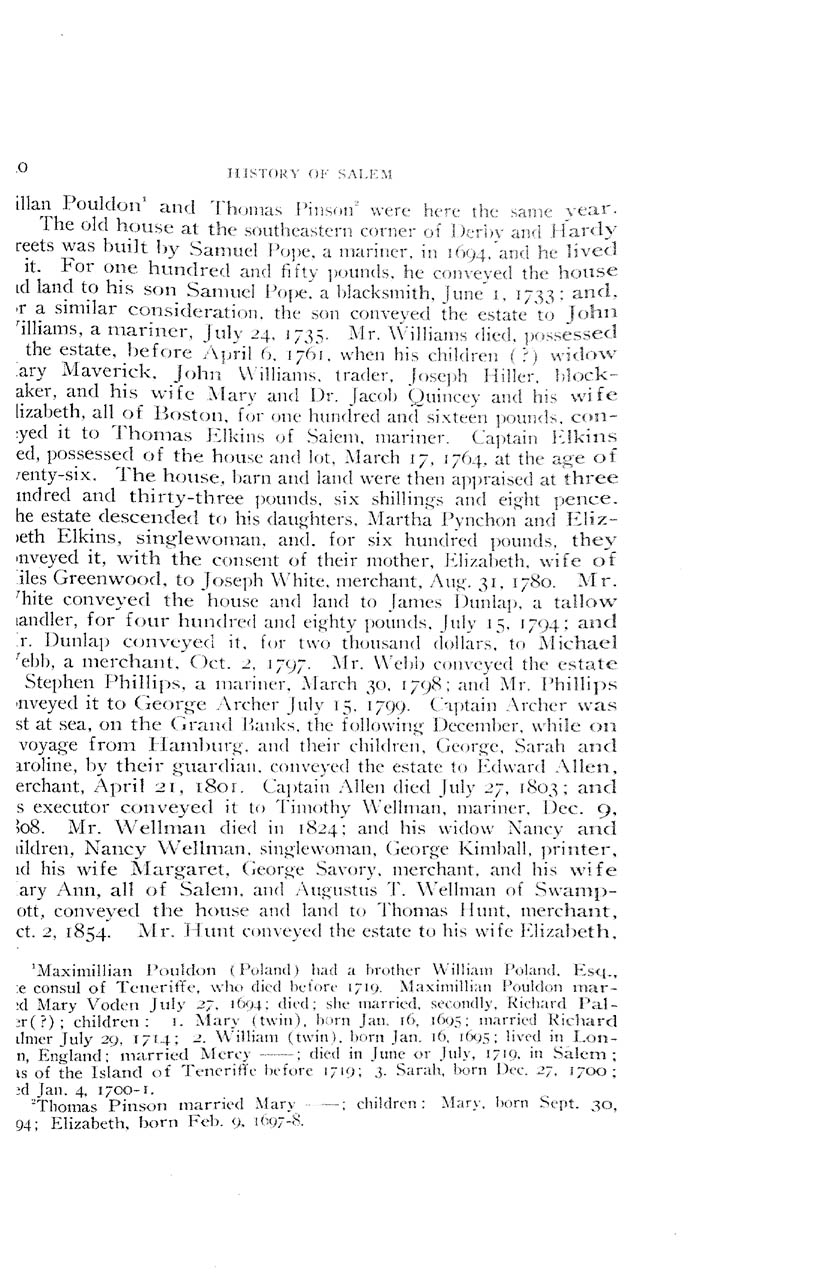 .0 HISTORY OF SALEM
illan Pouldon¹ and Thomas Pinson² were here the same year.
The old house at the southeastern corner of Derby and Hardy
reets was built by Samuel Pope, a mariner, in 1694, and he lived
it. For one hundred and fifty pounds, he conveyed the house
d land to his son Samuel Pope, a blacksmith, June 1, 1733; and,
r a similar consideration, the son conveyed the estate to John
illiams, a mariner, July 24, 1735. Mr. Williams died, possessed
the estate, before April 6, 1761, when his children (?) widow
ary Maverick, John Williams, trader, Joseph Hiller, block-
aker, and his wife Mary and Dr. Jacob Quincey and his wife
lizabeth, all of Boston, for one hundred and sixteen pounds, con-
yed it to Thomas Elkins of Salem, mariner. Captain Elkins
ed, possessed of the house and lot, March 17, 1764, at the age of
enty-six. The house, barn and land were then appraised at three
ndred and thirty-three pounds, six shillings and eight pence.
he estate descended to his daughters, Martha Pynchon and Eliz-
beth Elkins, singlewoman, and, for six hundred pounds, they
nveyed it, with the consent of their mother, Elizabeth, wife of
iles Greenwood, to Joseph White, merchant, Aug. 31, 1780. Mr.
hite conveyed the house and land to James Dunlap, a tallow
andler, for four hundred and eighty pounds, July 15, 1794; and
r. Dunlap conveyed it, for two thousand dollars, to Michael
ebb, a merchant, Oct. 2, 1797. Mr. Webb conveyed the estate
Stephen Phillips, a mariner, March 30, 1798; and Mr. Phillips
nveyed it to George Archer July 15, 1799. Captain Archer was
st at sea, on the Grand Banks, the following December, while on
voyage from Hamburg, and their children, George, Sarah and
aroline, by their guardian, conveyed the estate to Edward Allen,
erchant, April 21, 1801. Captain Allen died July 27, 1803; and
s executor conveyed it to Timothy Wellman, mariner, Dec. 9,
808. Mr. Wellman died in 1824; and his widow Nancy and
ildren, Nancy Wellman, singlewoman, George Kimball, printer,
d his wife Margaret, George Savory, merchant, and his wife
ary Ann, all of Salem, and Augustus T. Wellman of Swamp-
ott, conveyed the house and land to Thomas Hunt, merchant,
ct. 2, 1854. Mr. Hunt conveyed the estate to his wife Elizabeth,
¹Maximillian Pouldon (Poland) had a brother William Poland, Esq.,
e consul of Teneriffe, who died before 1719. Maximillian Pouldon mar-
d Mary Voden July 27, 1694; died; she married, secondly, Richard Pal-
er(?); children: 1. Mary (twin), born Jan. 16, 1695; married Richard
lmer July 29, 1714; 2. William (twin), born Jan. 16, 1695; lived in Lon-
n, England; married Mercy ——; died in June or July, 1719, in Salem;
as of the Island of Teneriffe before 1719; 3. Sarah, born Dec. 27, 1700;
ed Jan. 4, 1700-1.
²Thomas Pinson married Mary ——; children: Mary, born Sept. 30,
94; Elizabeth, born Feb. 9, 1697-8.